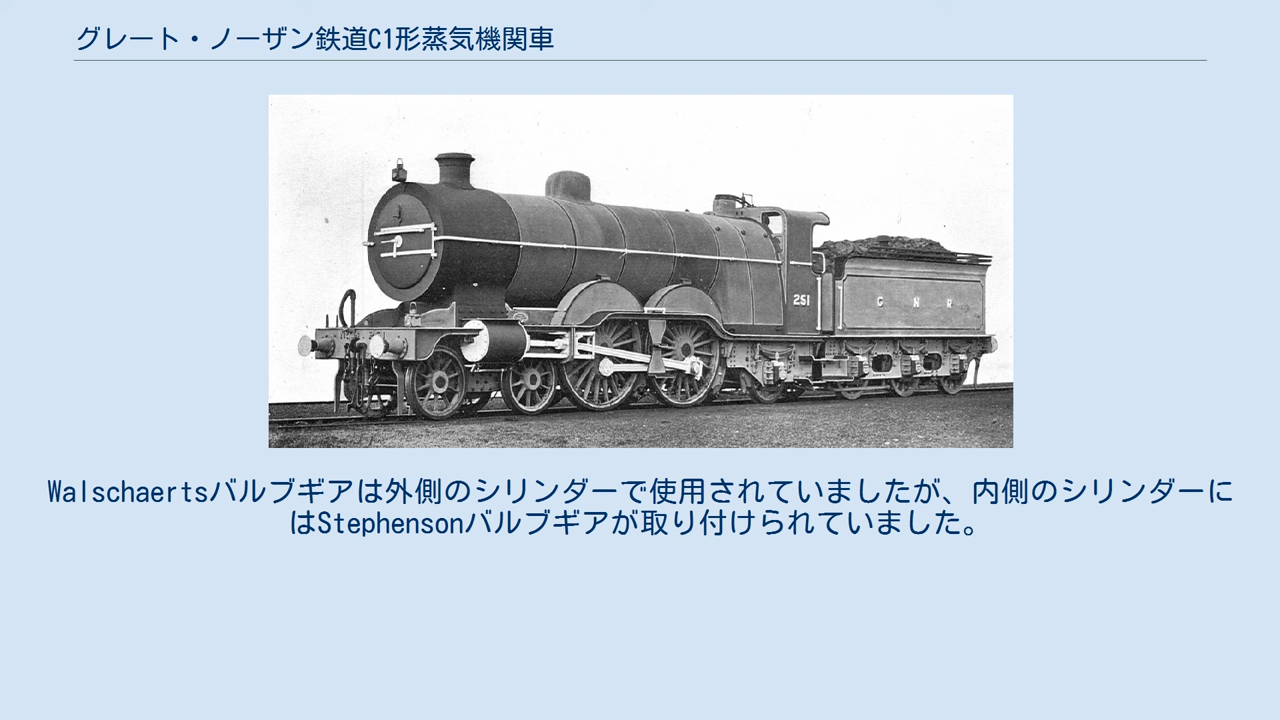 グレート・ノーザン鉄道C1形蒸気機関車
251
G N R
Walschaertsバルブギアは外側のシリンダーで使用されていましたが、内側のシリンダーに
はStephensonバルブギアが取り付けられていました。